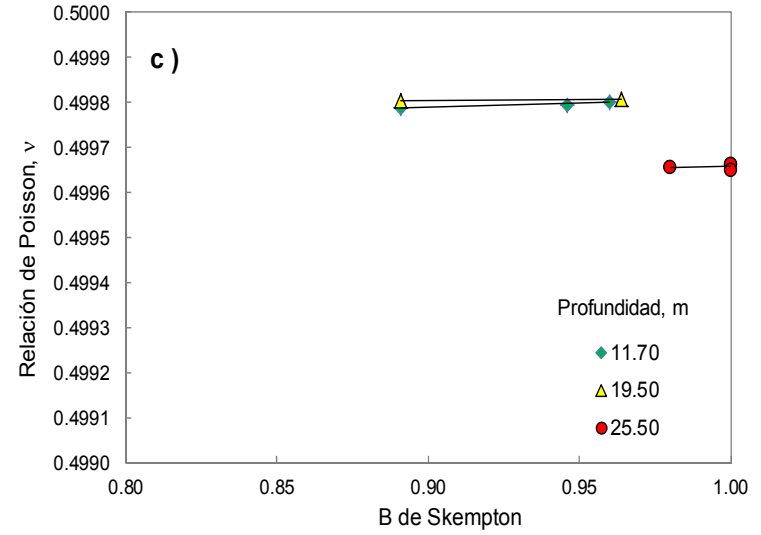 c )
Relación de Poisson, ν
0.5000
0.4999
0.4998
0.4997
0.4996
0.4995
0.4994
0.4993
0.4992
0.4991
0.4990
Profundidad, m
11.70
19.50
25.50
0.80 0.85 0.90 0.95 1.00
B de Skempton